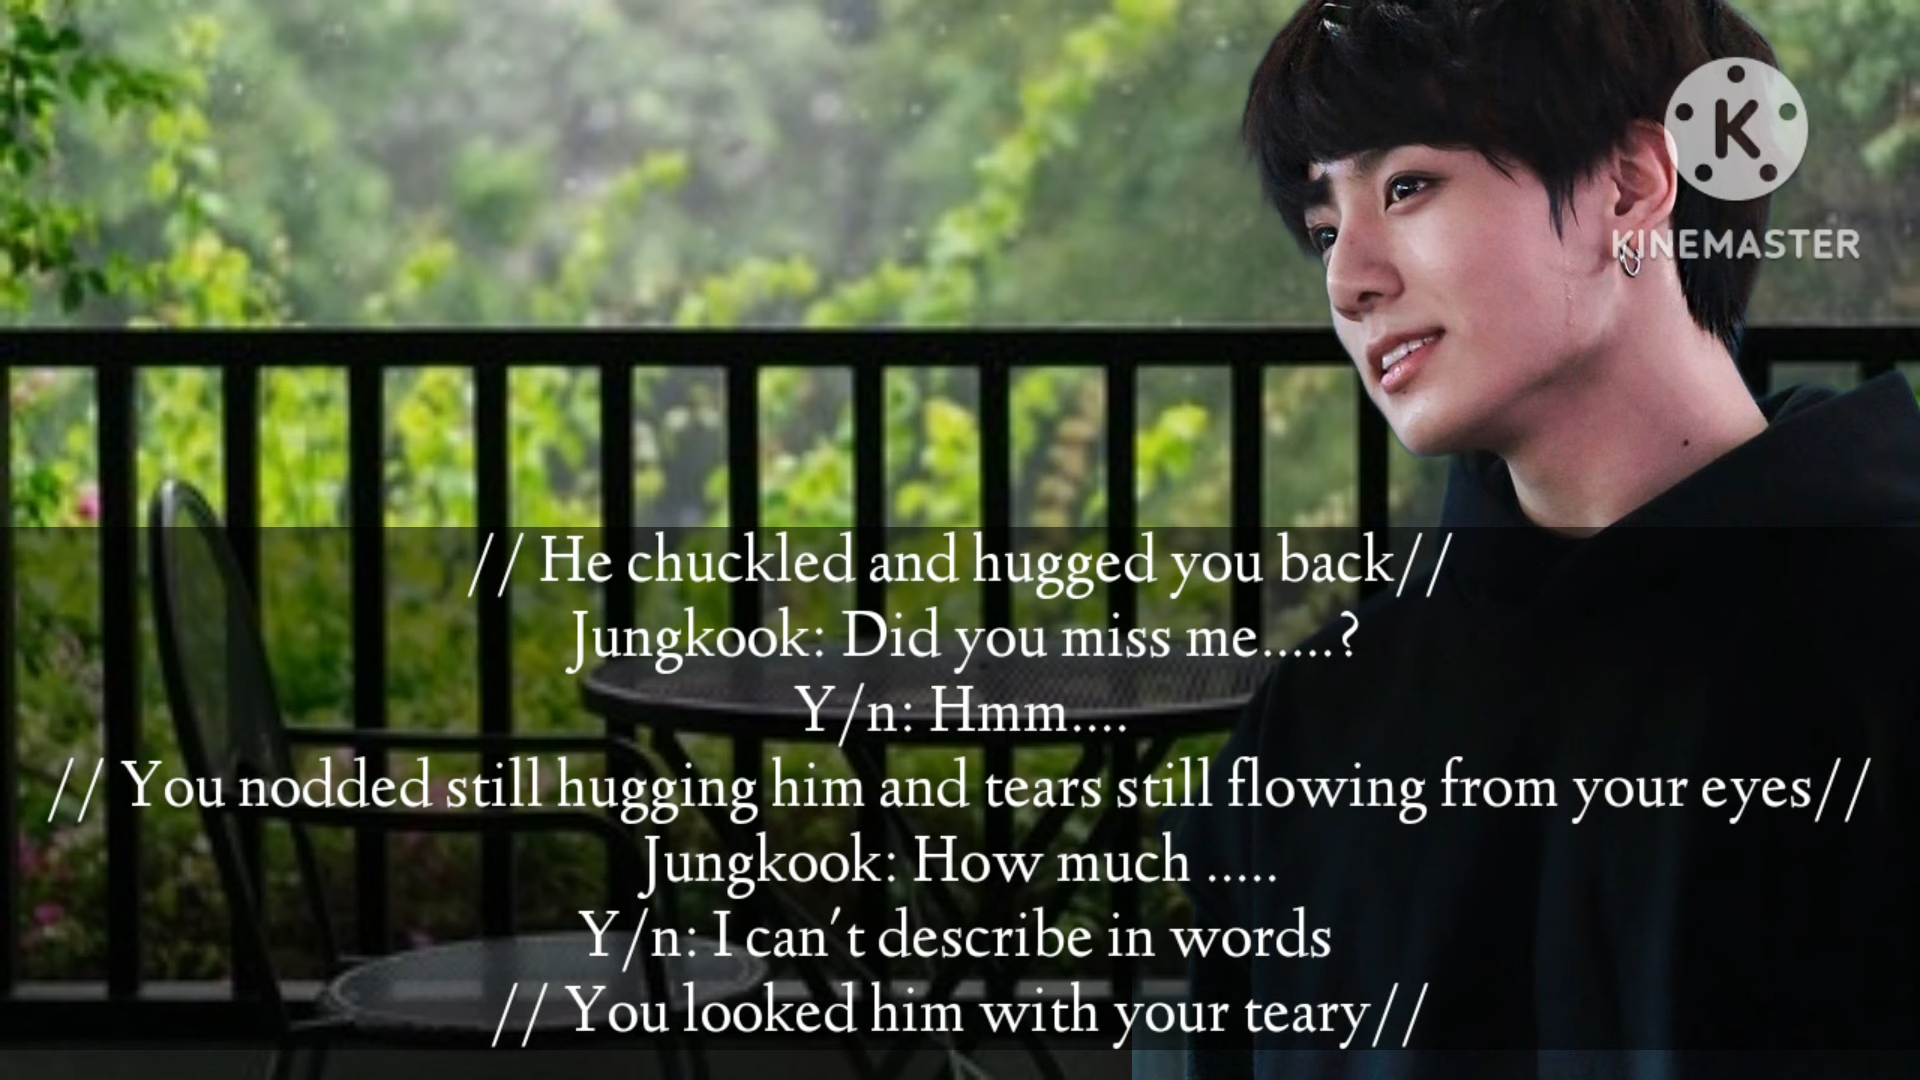 K
KINEMASTER
// He chuckled and hugged you back//
Jungkook: Did you miss me.....?
Y/n: Hmm....
// You nodded still hugging him and tears still flowing from your eyes//
Jungkook: How much .....
Y/n: I can't describe in words
// You looked him with your teary//